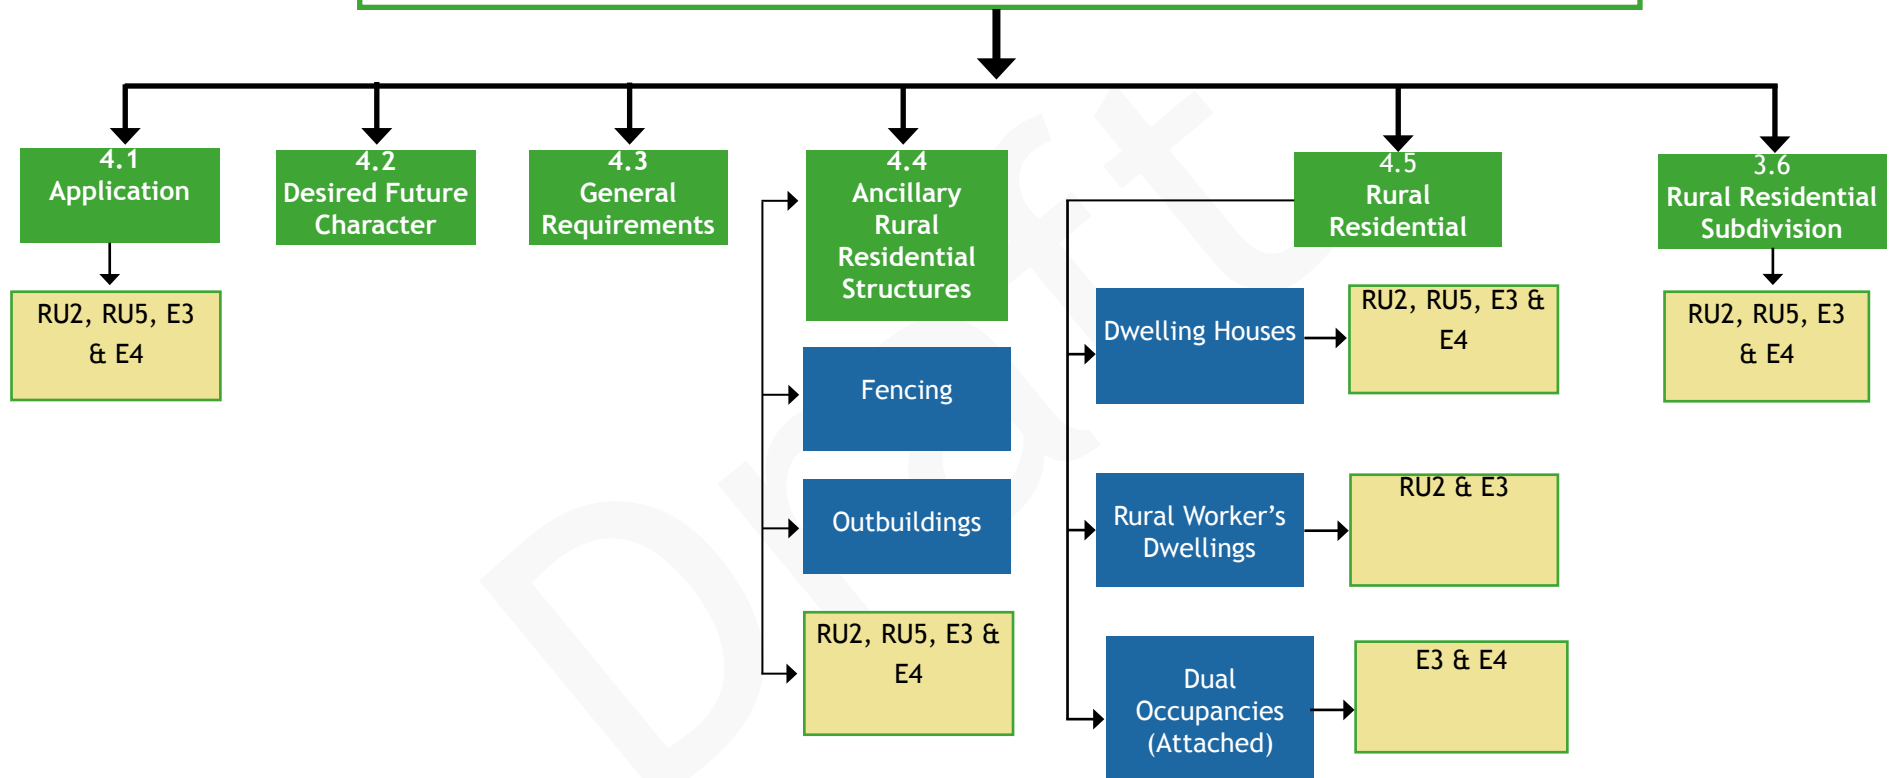 4.1
Application
4.2
Desired Future
Character
4.3
General
Requirements
4.4
Ancillary
Rural
Residential
Structures
4.5
Rural
Residential
3.6
Rural Residential
Subdivision
RU2, RU5, E3
& E4
Fencing
Outbuildings
RU2, RU5, E3 &
E4
Dwelling Houses
RU2, RU5, E3 &
E4
Rural Worker’s
Dwellings
RU2 & E3
Dual
Occupancies
(Attached)
E3 & E4
RU2, RU5, E3
& E4
Draft